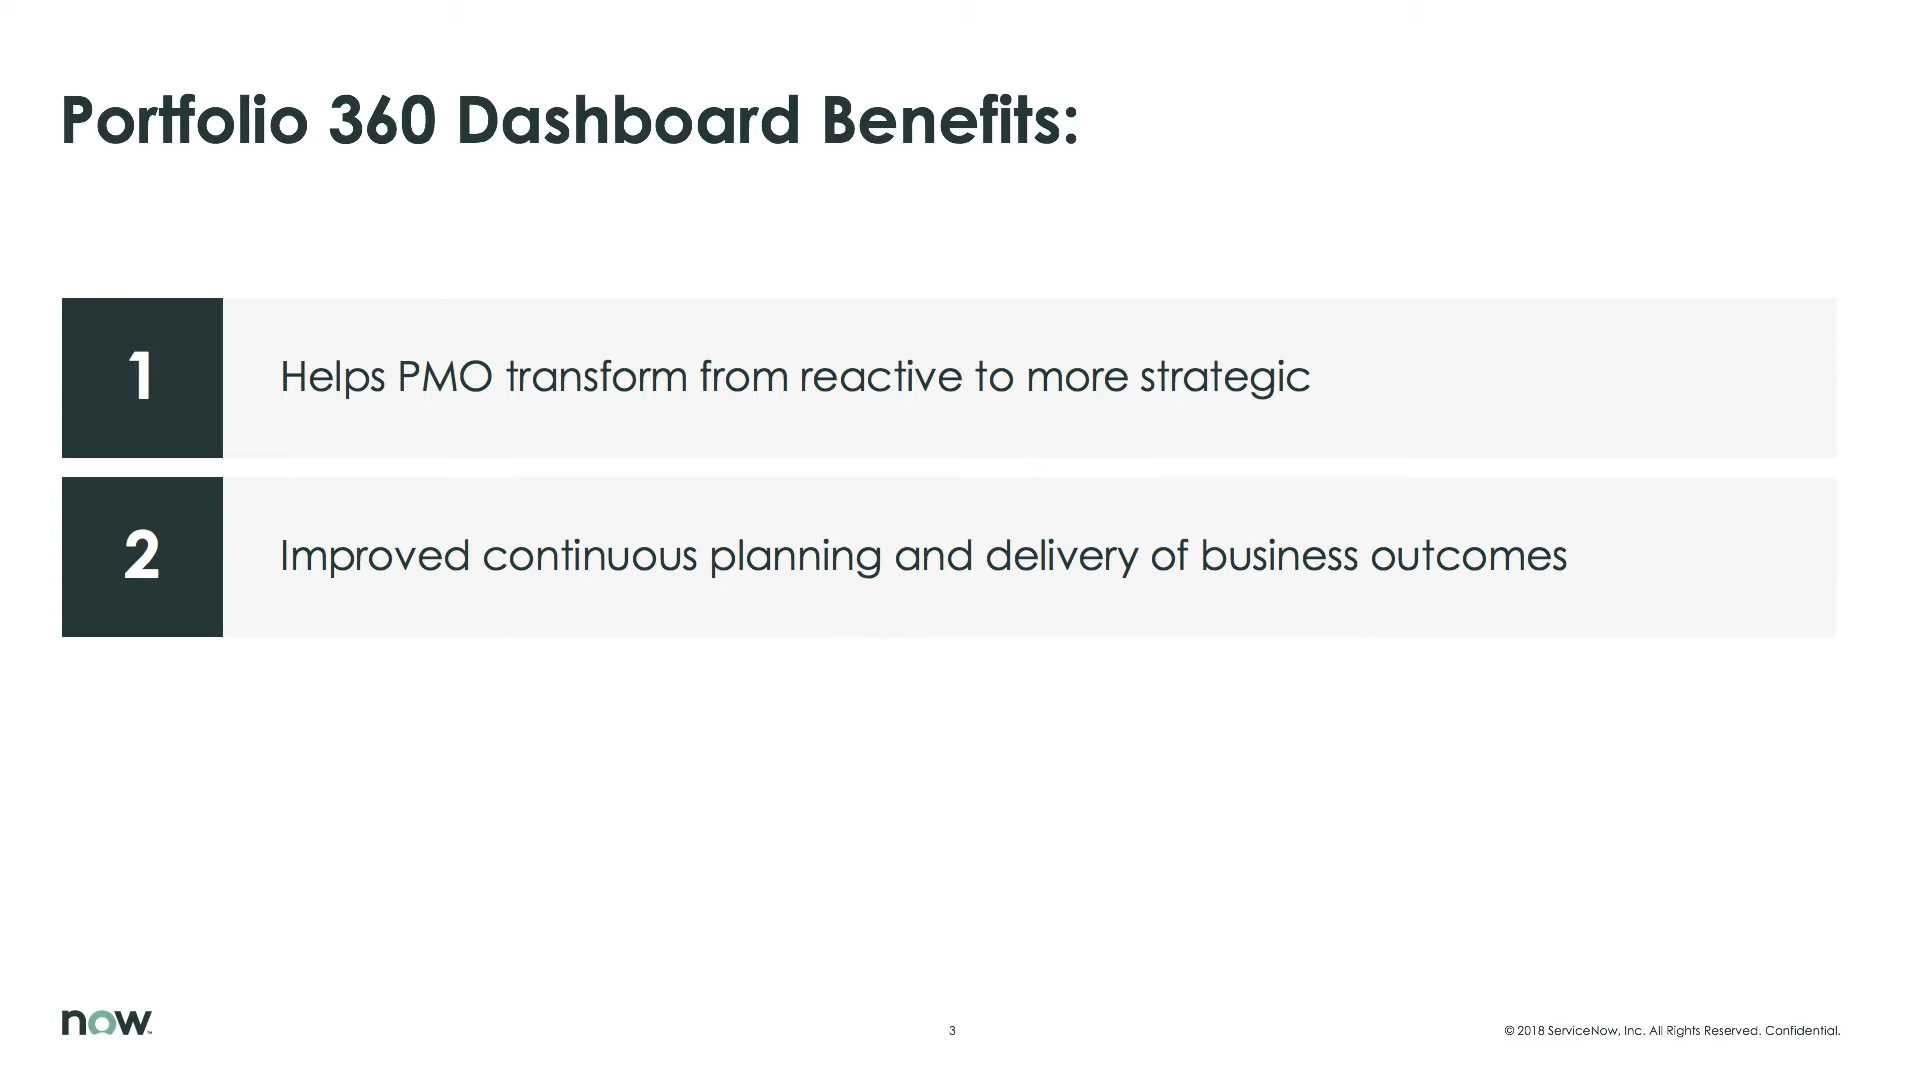 Portfolio 360 Dashboard Benefits:
1
Helps PMO transform from reactive to more strategic
2
Improved continuous planning and delivery of business outcomes
now™
3
© 2018 ServiceNow, Inc. All Rights Reserved. Confidential.